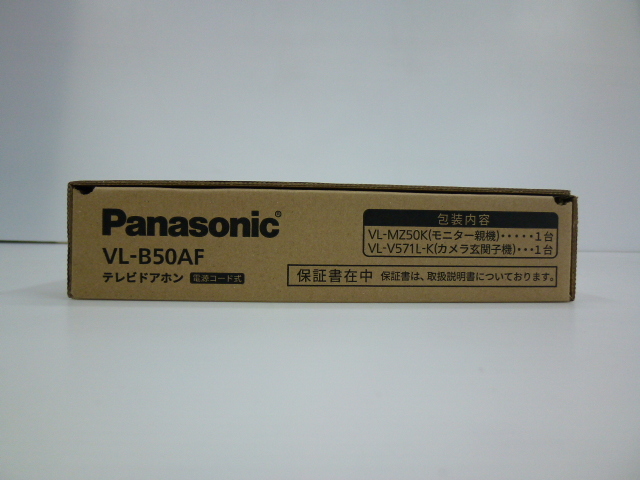 Panasonic®
VL-B50AF
テレビドアホン 電源コード式
包装内容
VL-MZ50K(モニター親機)・・・・・1台
VL-V571L-K(カメラ玄関子機)・・・1台
保証書在中 保証書は、取扱説明書についております。